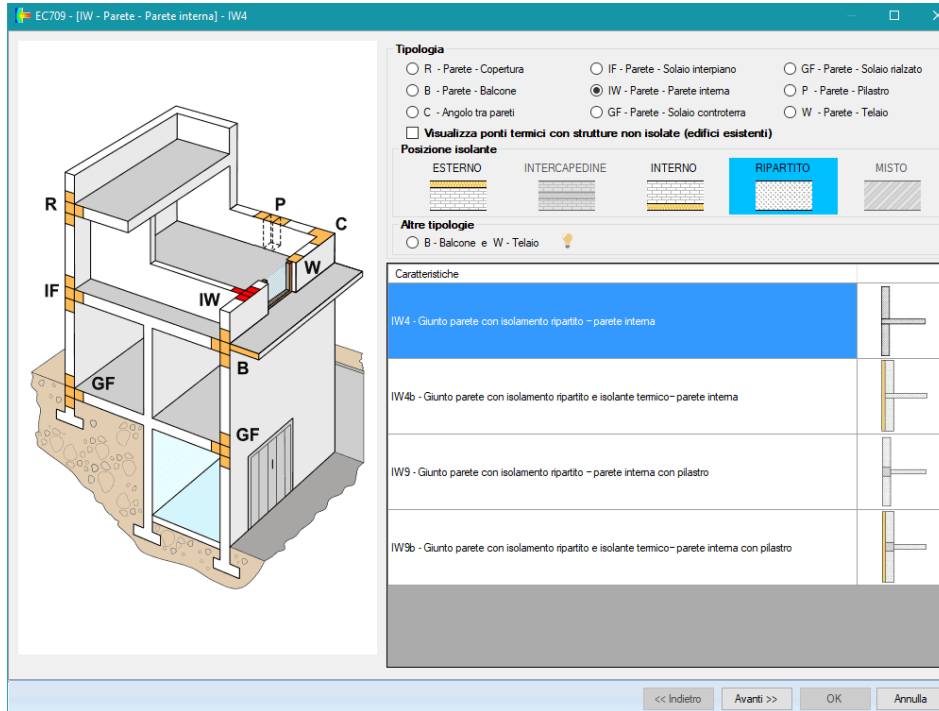 EC709 - [IW - Parete - Parete interna] - IW4
R
P
C
W
IW
IF
B
GF
GF
Tipologia
R - Parete - Copertura
IF - Parete - Solaio interpiano
GF - Parete - Solaio rialzato
B - Parete - Balcone
IW - Parete - Parete interna
P - Parete - Pilastro
C - Angolo tra pareti
GF - Parete - Solaio controterra
W - Parete - Telaio
Visualizza ponti termici con strutture non isolate (edifici esistenti)
Posizione isolante
ESTERNO
INTERCAPEDINE
INTERNO
RIPARTITO
MISTO
Altre tipologie
B - Balcone e W - Telaio
Caratteristiche
IW4 - Giunto parete con isolamento ripartito – parete interna
IW4b - Giunto parete con isolamento ripartito e isolante termico–parete interna
IW9 - Giunto parete con isolamento ripartito – parete interna con pilastro
IW9b - Giunto parete con isolamento ripartito e isolante termico– parete interna con pilastro
<< Indietro
Avanti >>
OK
Annulla